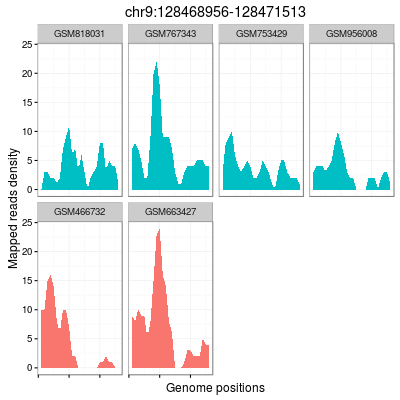 chr9:128468956-128471513
GSM818031 GSM767343 GSM753429 GSM956008
25
20
15
10
5
0
Mapped reads density
GSM466732 GSM663427
25
20
15
10
5
0
Genome positions